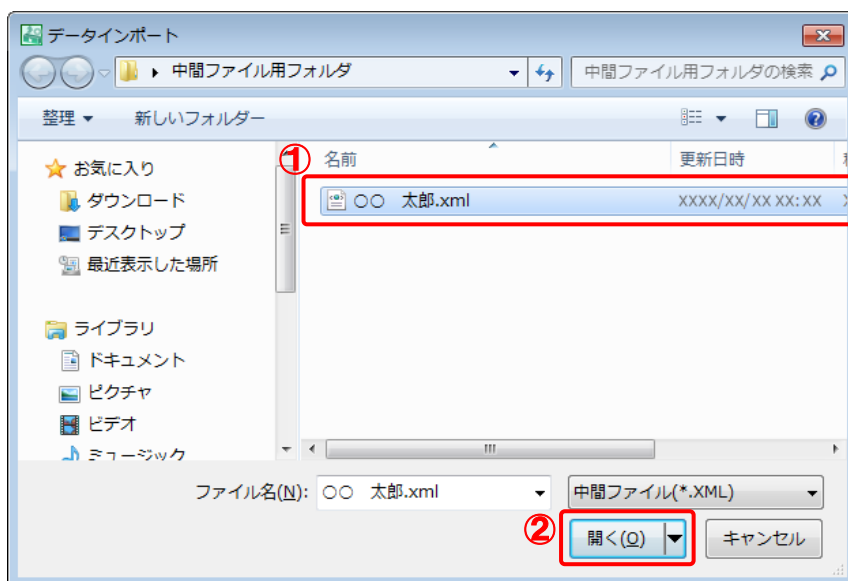 データインポート
中間ファイル用フォルダ
中間ファイル用フォルダの検索
整理 新しいフォルダー
①
名前 更新日時
○○ 太郎.xml XXXX/XX/XX XX:XX
お気に入り
ダウンロード
デスクトップ
最近表示した場所
ライブラリ
ドキュメント
ピクチャ
ビデオ
ミュージック
ファイル名(N): ○○ 太郎.xml 中間ファイル(*.XML)
②
開く(O) キャンセル